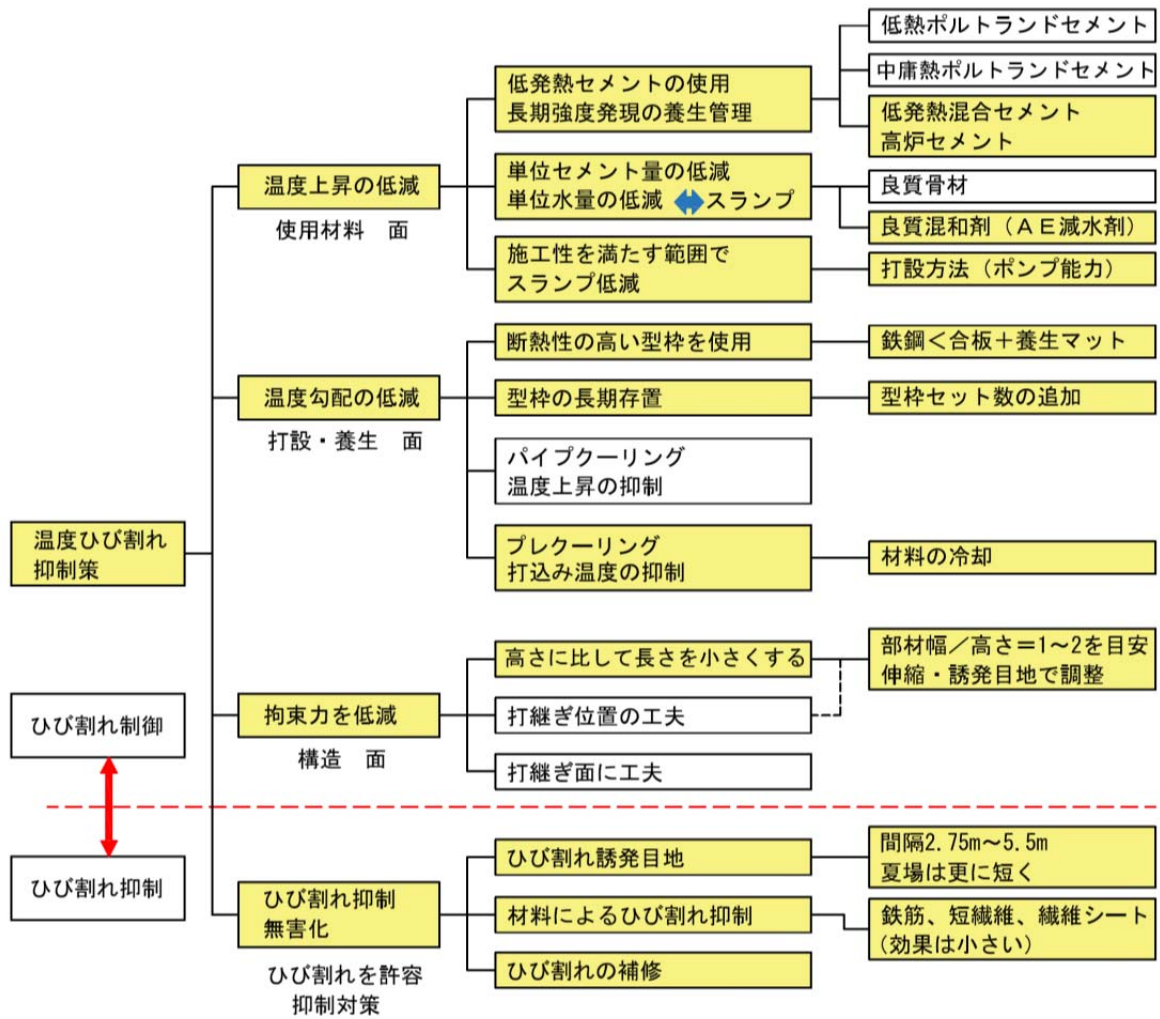 温度ひび割れ
抑制策
ひび割れ制御
ひび割れ抑制
温度上昇の低減
使用材料　面
低発熱セメントの使用
長期強度発現の養生管理
低熱ポルトランドセメント
中庸熱ポルトランドセメント
低発熱混合セメント
高炉セメント
単位セメント量の低減
単位水量の低減 スランプ
良質骨材
良質混和剤（ＡＥ減水剤）
施工性を満たす範囲で
スランプ低減
打設方法（ポンプ能力）
温度勾配の低減
打設・養生　面
断熱性の高い型枠を使用
鉄鋼＜合板＋養生マット
型枠の長期存置
型枠セット数の追加
パイプクーリング
温度上昇の抑制
プレクーリング
打込み温度の抑制
材料の冷却
拘束力を低減
構造　面
高さに比して長さを小さくする
部材幅／高さ＝1～2を目安
伸縮・誘発目地で調整
打継ぎ位置の工夫
打継ぎ面に工夫
ひび割れ抑制
無害化
ひび割れを許容
抑制対策
ひび割れ誘発目地
間隔2.75m～5.5m
夏場は更に短く
材料によるひび割れ抑制
鉄筋、短繊維、繊維シート
(効果は小さい)
ひび割れの補修